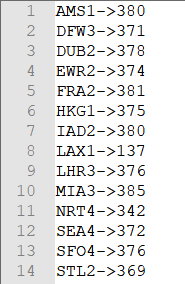 1 AMS1->380
2 DFW3->371
3 DUB2->378
4 EWR2->374
5 FRA2->381
6 HKG1->375
7 IAD2->380
8 LAX1->137
9 LHR3->376
10 MIA3->385
11 NRT4->342
12 SEA4->372
13 SFO4->376
14 STL2->369